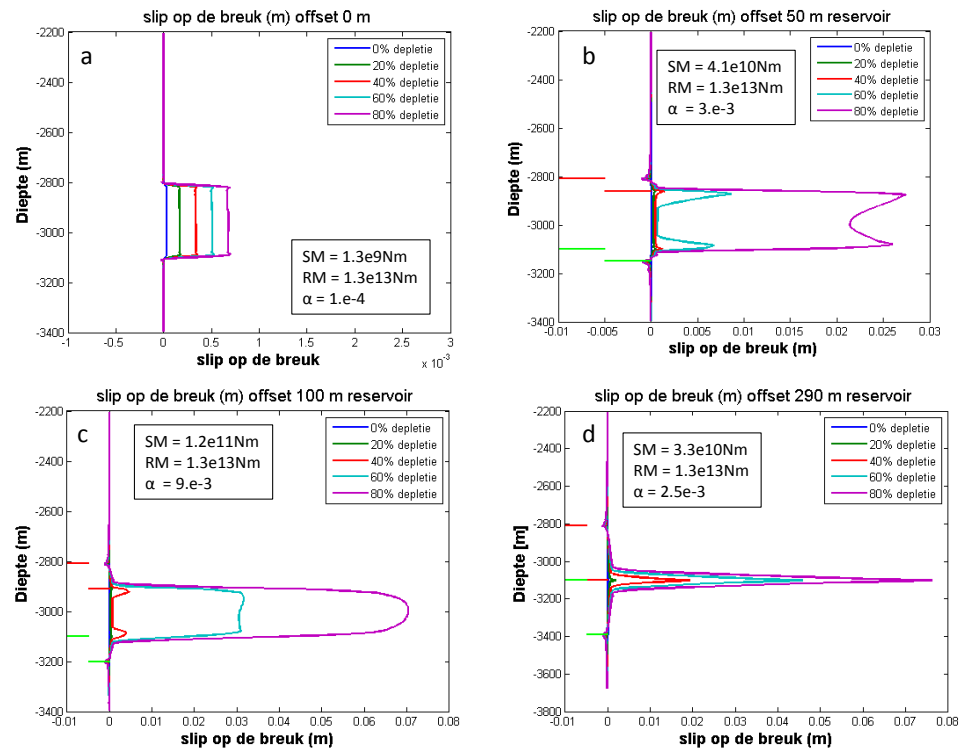 slip op de breuk (m) offset 0 m
a
0% depletie
20% depletie
40% depletie
60% depletie
80% depletie
SM = 1.3e9Nm
RM = 1.3e13Nm
α = 1.e-4
Diepte (m)
-2200
-2400
-2600
-2800
-3000
-3200
-3400
-1
-0.5
0
0.5
1
1.5
2
2.5
3
x 10⁻³
slip op de breuk
slip op de breuk (m) offset 50 m reservoir
b
SM = 4.1e10Nm
RM = 1.3e13Nm
α = 3.e-3
0% depletie
20% depletie
40% depletie
60% depletie
80% depletie
Diepte (m)
-2200
-2400
-2600
-2800
-3000
-3200
-3400
-0.01
-0.005
0
0.005
0.01
0.015
0.02
0.025
0.03
slip op de breuk (m)
slip op de breuk (m) offset 100 m reservoir
c
SM = 1.2e11Nm
RM = 1.3e13Nm
α = 9.e-3
0% depletie
20% depletie
40% depletie
60% depletie
80% depletie
Diepte (m)
-2200
-2400
-2600
-2800
-3000
-3200
-3400
-0.01
0
0.01
0.02
0.03
0.04
0.05
0.06
0.07
0.08
slip op de breuk (m)
slip op de breuk (m) offset 290 m reservoir
d
SM = 3.3e10Nm
RM = 1.3e13Nm
α = 2.5e-3
0% depletie
20% depletie
40% depletie
60% depletie
80% depletie
Diepte [m]
-2200
-2400
-2600
-2800
-3000
-3200
-3400
-3600
-3800
-0.01
0
0.01
0.02
0.03
0.04
0.05
0.06
0.07
0.08
slip op de breuk (m)